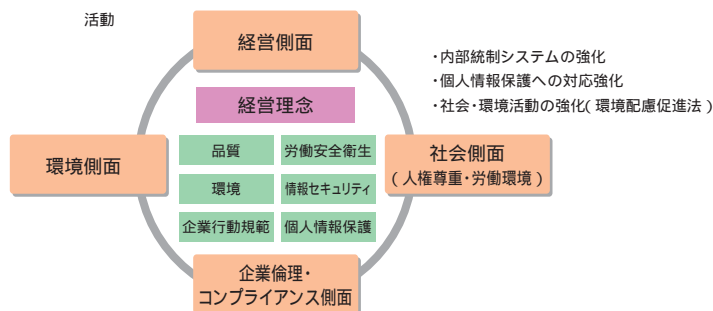 活動
経営側面
・内部統制システムの強化
・個人情報保護への対応強化
・社会・環境活動の強化(環境配慮促進法)
経営理念
環境側面
品質
労働安全衛生
環境
情報セキュリティ
企業行動規範
個人情報保護
社会側面
(人権尊重・労働環境)
企業倫理・
コンプライアンス側面